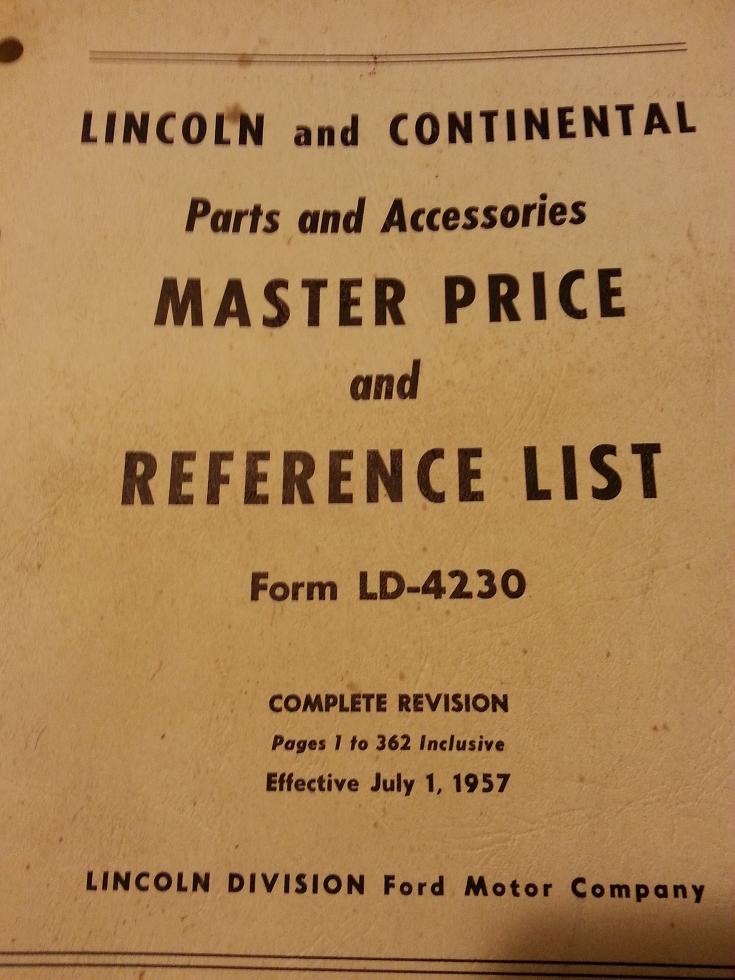 LINCOLN and CONTINENTAL
Parts and Accessories
MASTER PRICE
and
REFERENCE LIST
Form LD-4230
COMPLETE REVISION
Pages 1 to 362 Inclusive
Effective July 1, 1957
LINCOLN DIVISION Ford Motor Company